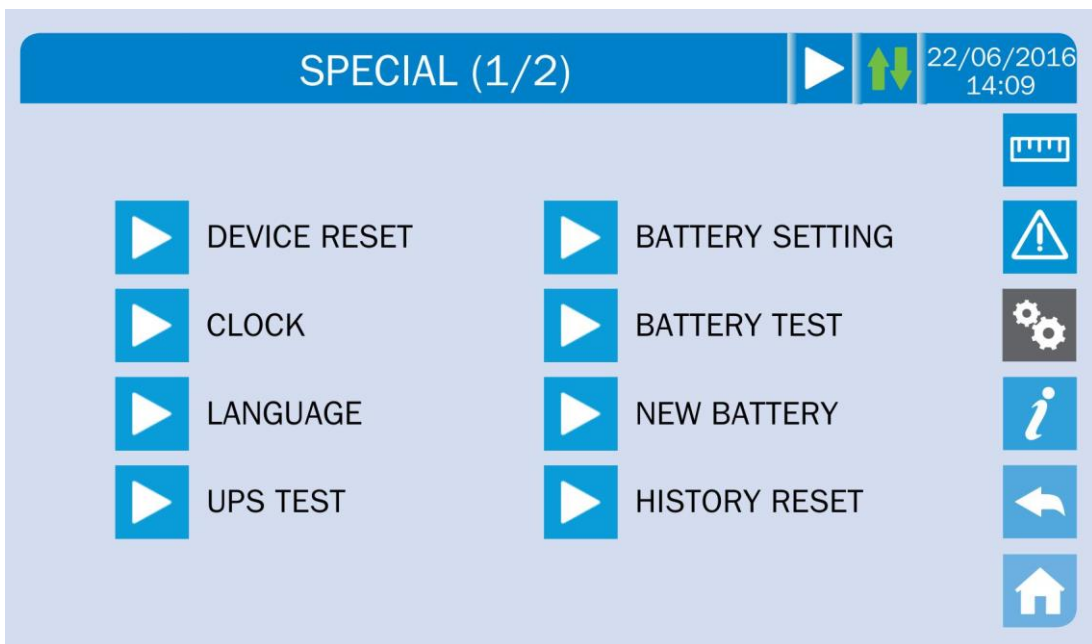 SPECIAL (1/2)
22/06/2016
14:09
DEVICE RESET
BATTERY SETTING
CLOCK
BATTERY TEST
LANGUAGE
NEW BATTERY
UPS TEST
HISTORY RESET